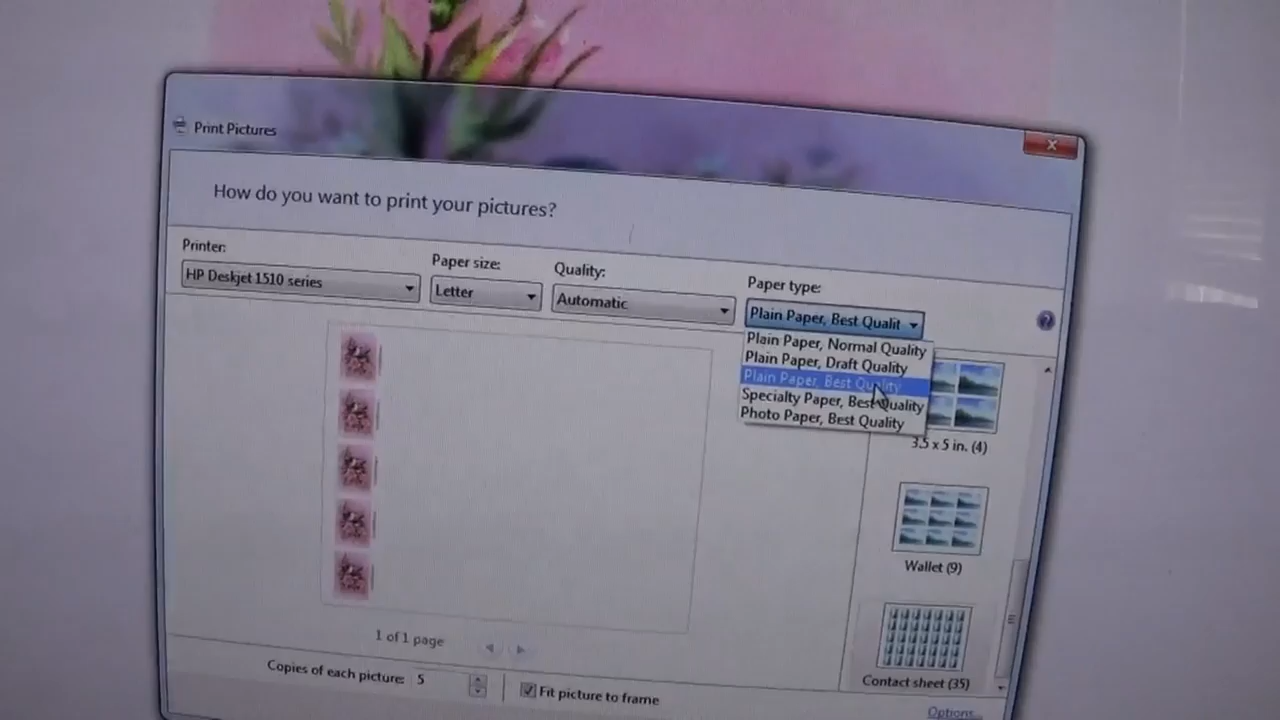 Print Pictures
How do you want to print your pictures?
Printer:
Paper size:
Quality:
Paper type:
HP Deskjet 1510 series
Letter
Automatic
Plain Paper, Best Qualit
Plain Paper, Normal Quality
Plain Paper, Draft Quality
Plain Paper, Best Quality
Specialty Paper, Best Quality
Photo Paper, Best Quality
3.5 x 5 in. (4)
Wallet (9)
Contact sheet (35)
1 of 1 page
Copies of each picture: 5
Fit picture to frame
Options...